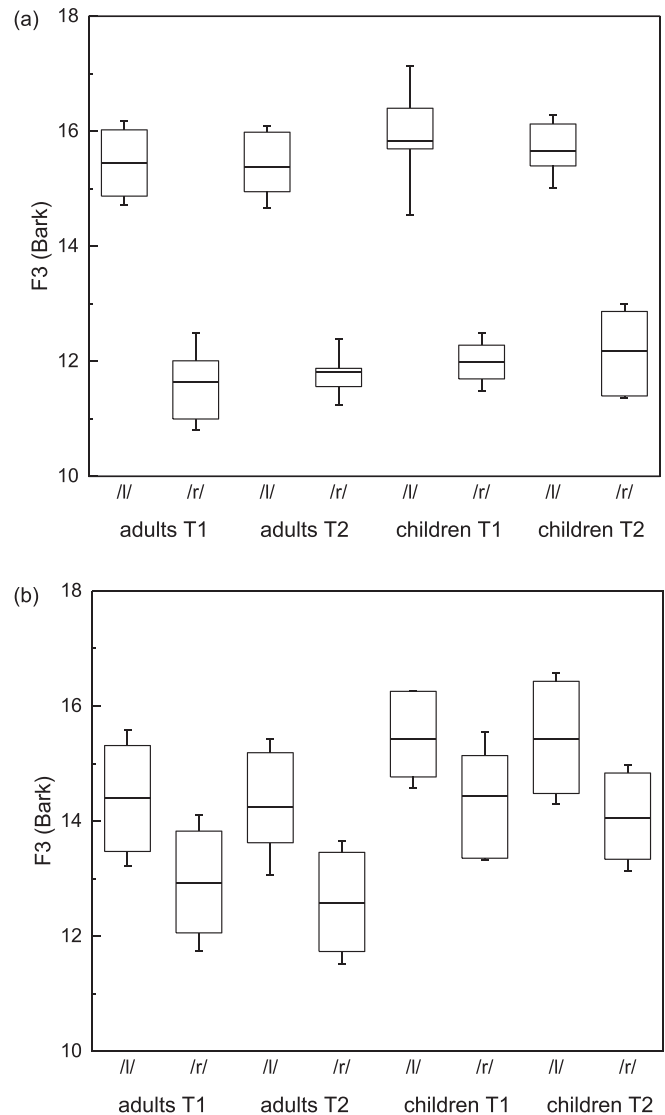 (a)
18
16
14
12
10
F3 (Bark)
/l/ /r/ /l/ /r/ /l/ /r/ /l/ /r/
adults T1 adults T2 children T1 children T2
(b)
18
16
14
12
10
F3 (Bark)
/l/ /r/ /l/ /r/ /l/ /r/ /l/ /r/
adults T1 adults T2 children T1 children T2